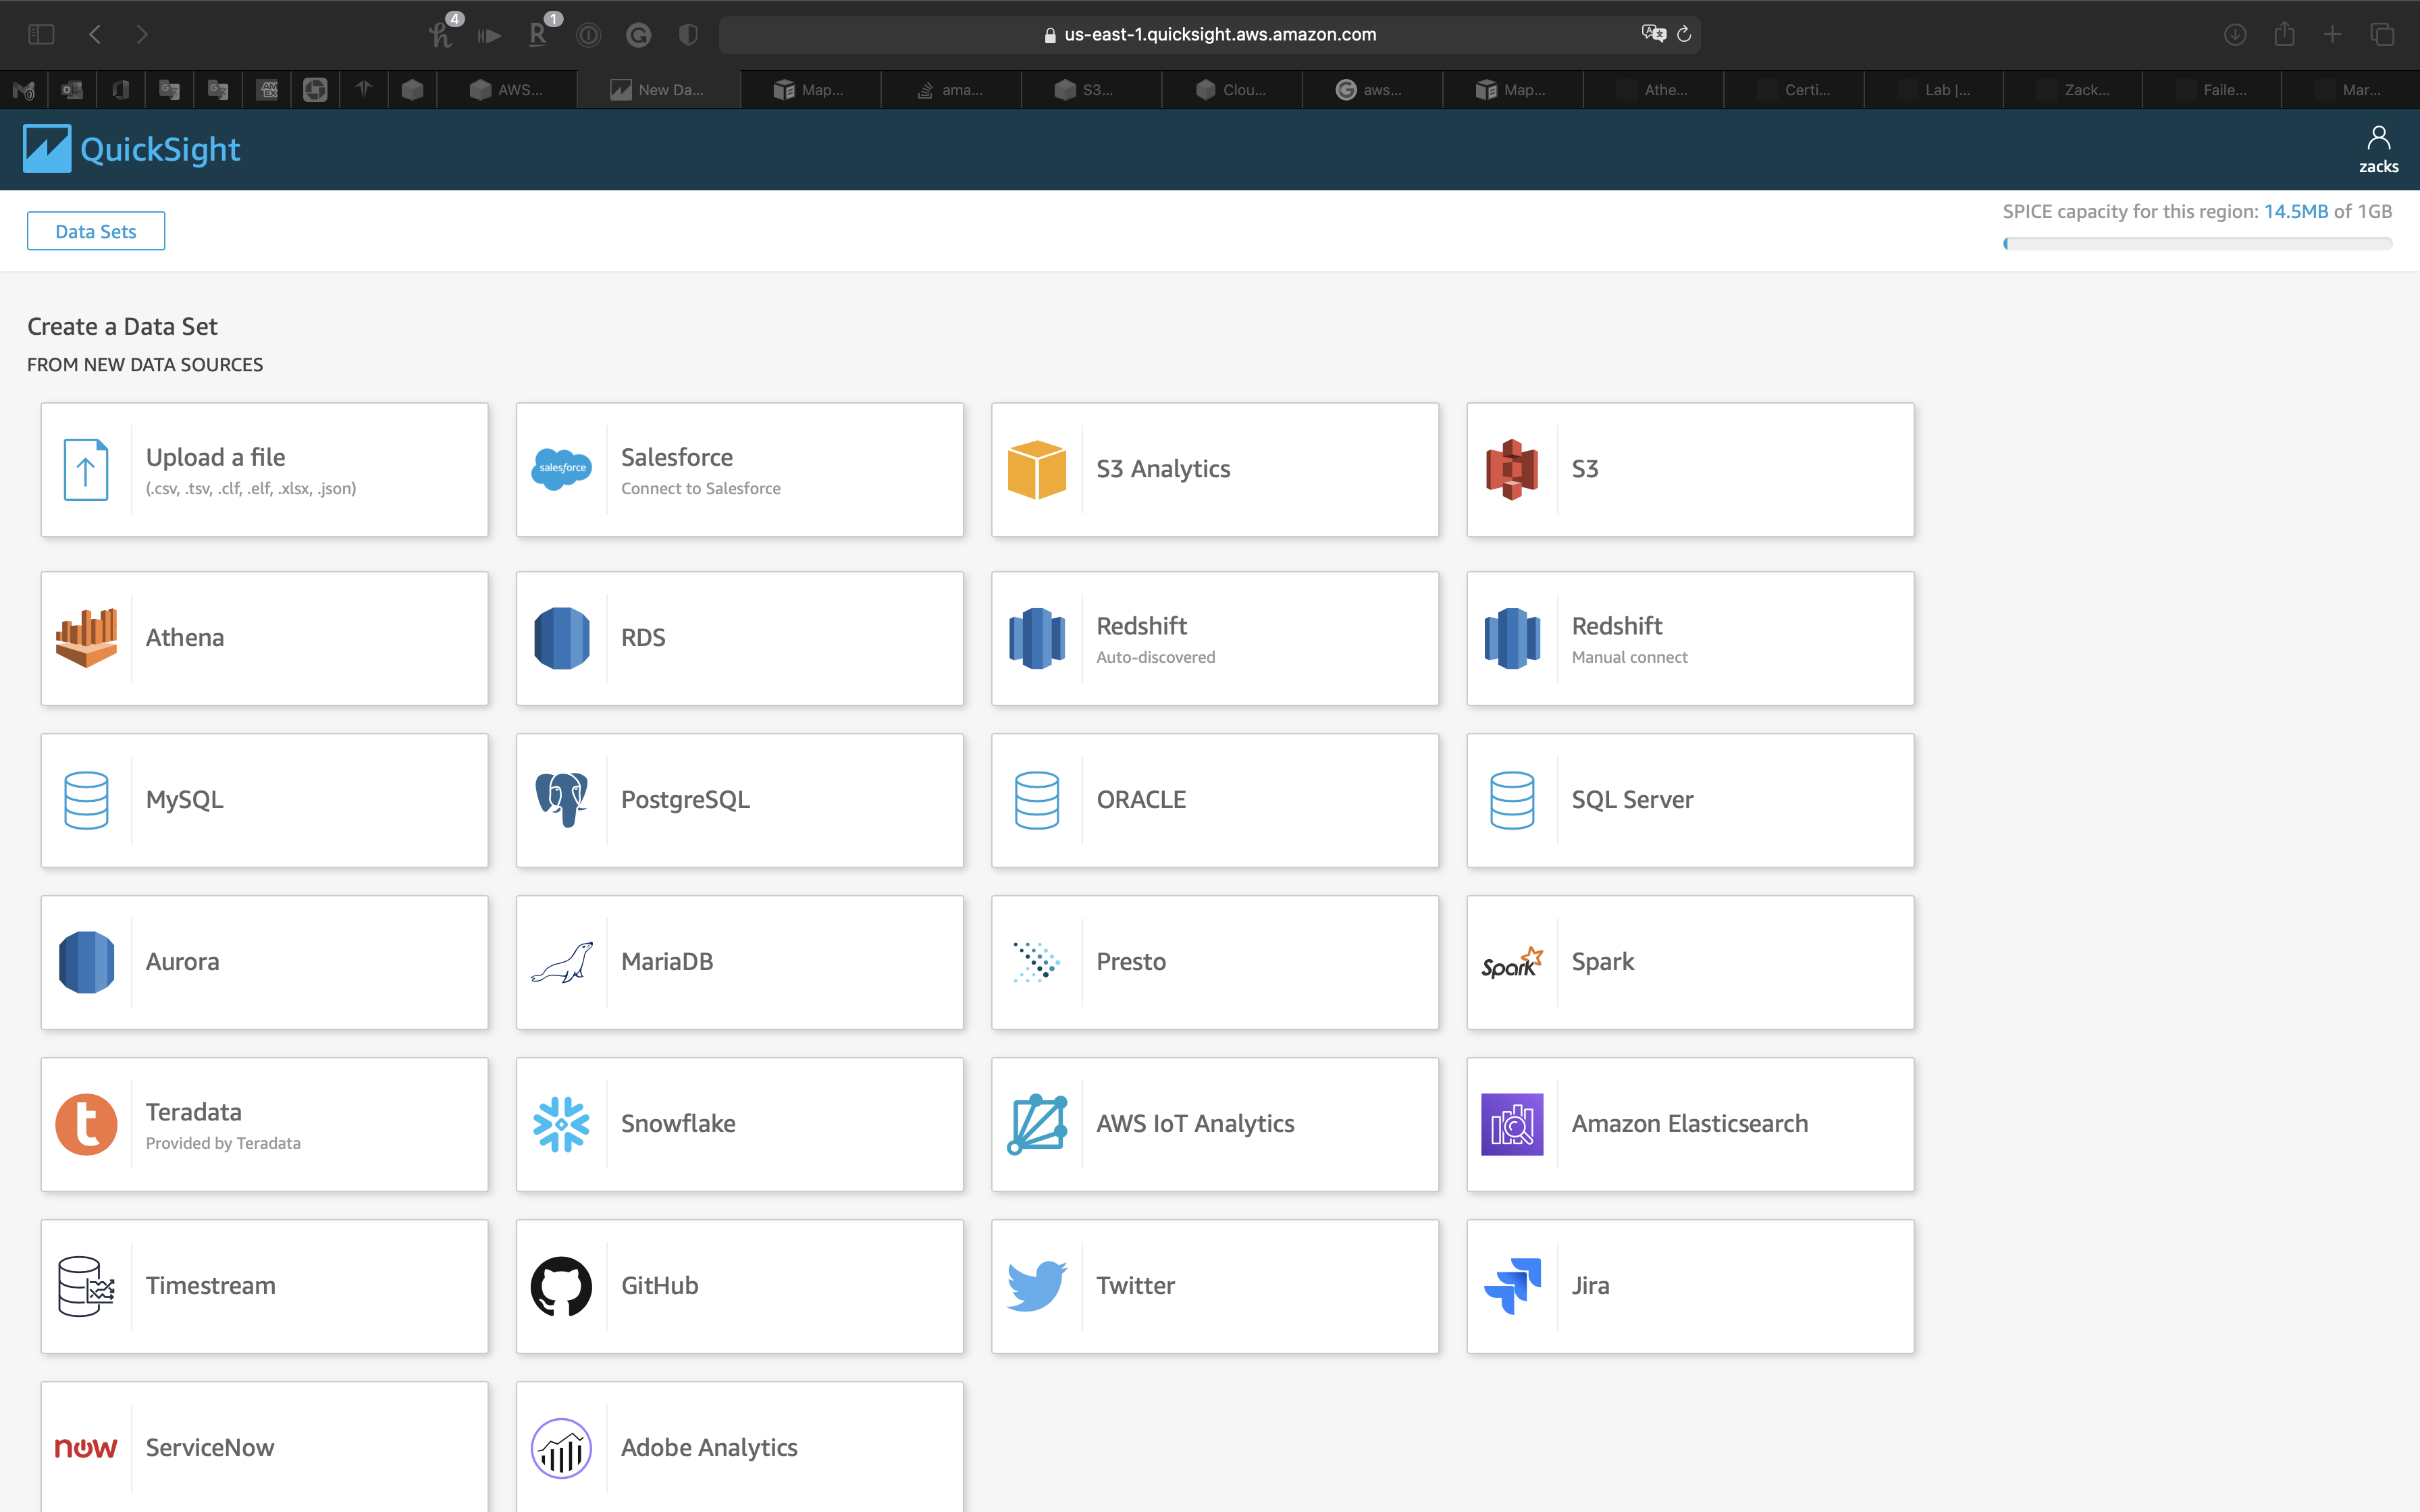 4
1
us-east-1.quicksight.aws.amazon.com
AWS...
New Da...
Map...
ama...
S3...
Clou...
aws...
Map...
Athe...
Certi...
Lab |...
Zack...
Faile...
Mar...
QuickSight
zacks
Data Sets
SPICE capacity for this region: 14.5MB of 1GB
Create a Data Set
FROM NEW DATA SOURCES
Upload a file
(.csv, .tsv, .clf, .elf, .xlsx, .json)
salesforce
Salesforce
Connect to Salesforce
S3 Analytics
S3
Athena
RDS
Redshift
Auto-discovered
Redshift
Manual connect
MySQL
PostgreSQL
ORACLE
SQL Server
Aurora
MariaDB
Presto
Spark
Spark
t
Teradata
Provided by Teradata
Snowflake
AWS IoT Analytics
Amazon Elasticsearch
Timestream
GitHub
Twitter
Jira
now
ServiceNow
Adobe Analytics